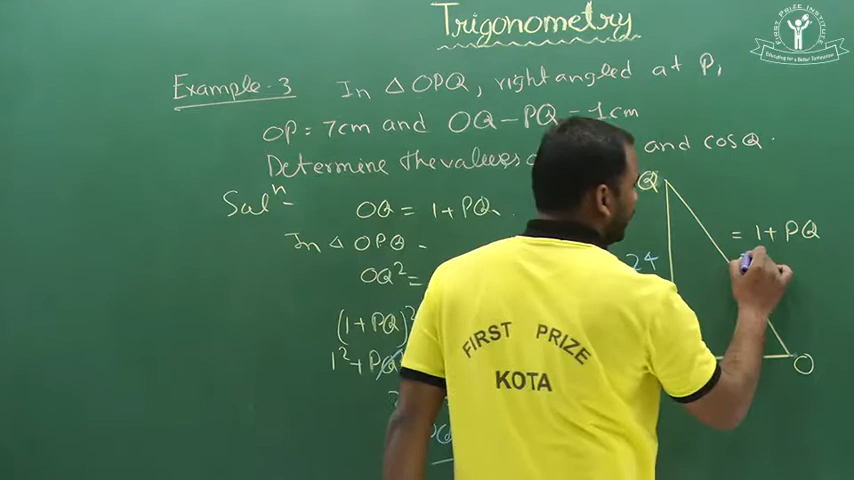 Trigonometry
FIRST PRIZE INSTITUTE
Educating for a Better Tomorrow
Example-3 In △ OPQ, right angled at P,
OP = 7cm and OQ - PQ = 1cm
Determine the values and cos Q.
Solⁿ- OQ = 1 + PQ
In △ OPQ -
OQ² =
(1 + PQ)²
1² + PQ²
Q
24
= 1 + PQ
O
FIRST PRIZE
KOTA